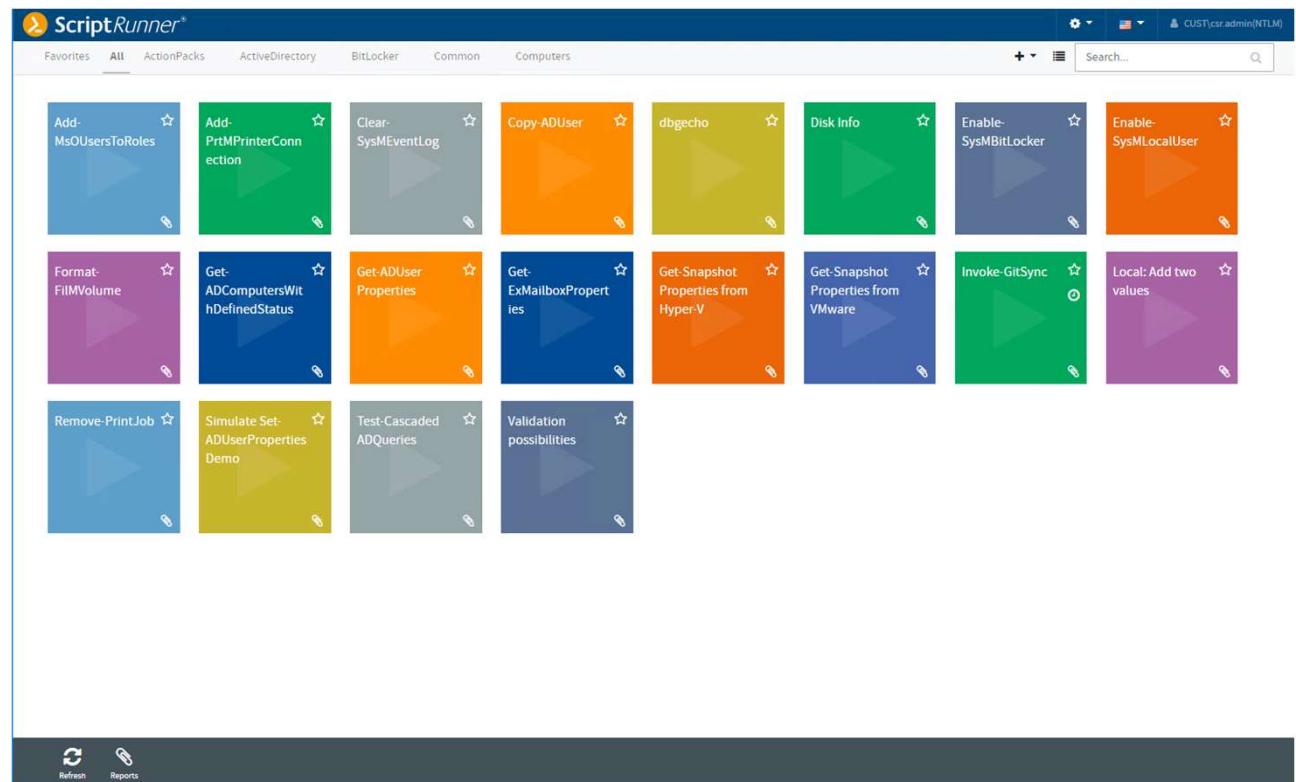 ScriptRunner®
CUST\csr.admin(NTLM)
Favorites All ActionPacks ActiveDirectory BitLocker Common Computers
Search...
Add-
MsOUsersToRoles
Add-
PrtMPrinterConn
ection
Clear-
SysMEventLog
Copy-ADUser
dbgecho
Disk Info
Enable-
SysMBitLocker
Enable-
SysMLocalUser
Format-
FilMVolume
Get-
ADComputersWit
hDefinedStatus
Get-ADUser
Properties
Get-
ExMailboxPropert
ies
Get-Snapshot
Properties from
Hyper-V
Get-Snapshot
Properties from
VMware
Invoke-GitSync
Local: Add two
values
Remove-PrintJob
Simulate Set-
ADUserProperties
Demo
Test-Cascaded
ADQueries
Validation
possibilities
Refresh
Reports